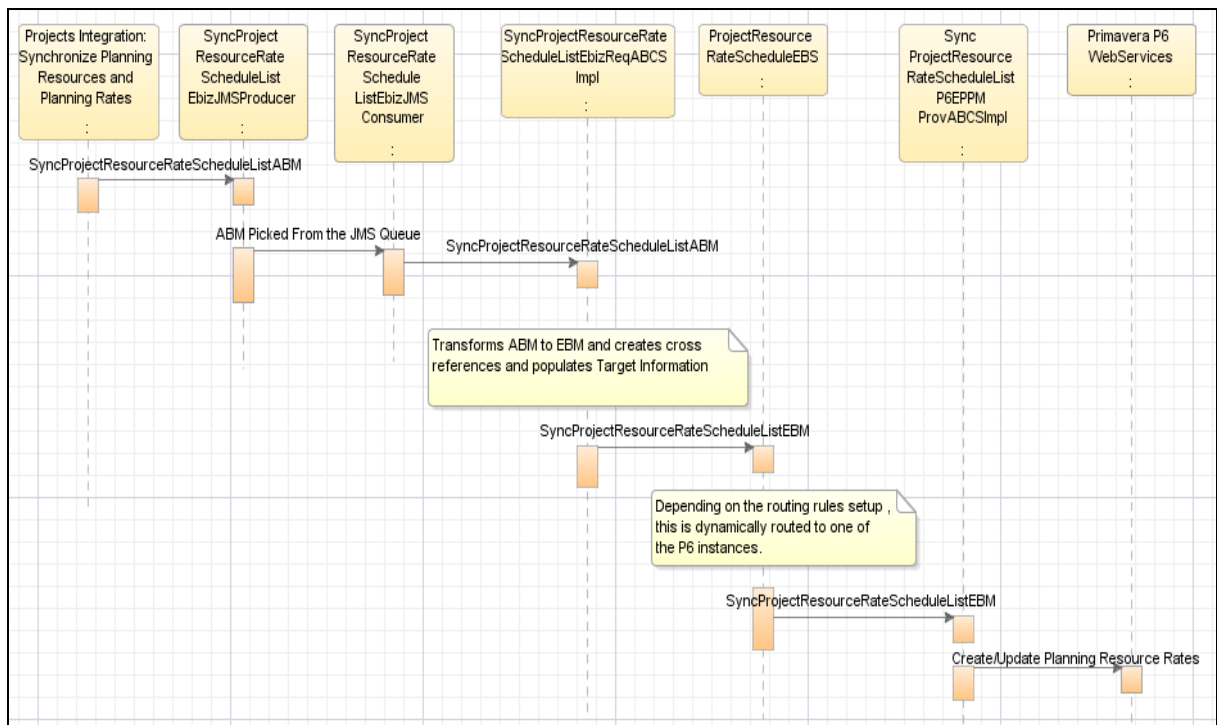 Projects Integration:
Synchronize Planning
Resources and
Planning Rates
:
SyncProject
ResourceRate
ScheduleList
EbizJMSProducer
:
SyncProject
ResourceRate
Schedule
ListEbizJMS
Consumer
:
SyncProjectResourceRate
ScheduleListEbizReqABCS
Impl
:
ProjectResource
RateScheduleEBS
:
Sync
ProjectResource
RateScheduleList
P6EPPM
ProvABCSImpl
:
Primavera P6
WebServices
:
SyncProjectResourceRateScheduleListABM
ABM Picked From the JMS Queue
SyncProjectResourceRateScheduleListABM
Transforms ABM to EBM and creates cross
references and populates Target Information
SyncProjectResourceRateScheduleListEBM
Depending on the routing rules setup ,
this is dynamically routed to one of
the P6 instances.
SyncProjectResourceRateScheduleListEBM
Create/Update Planning Resource Rates